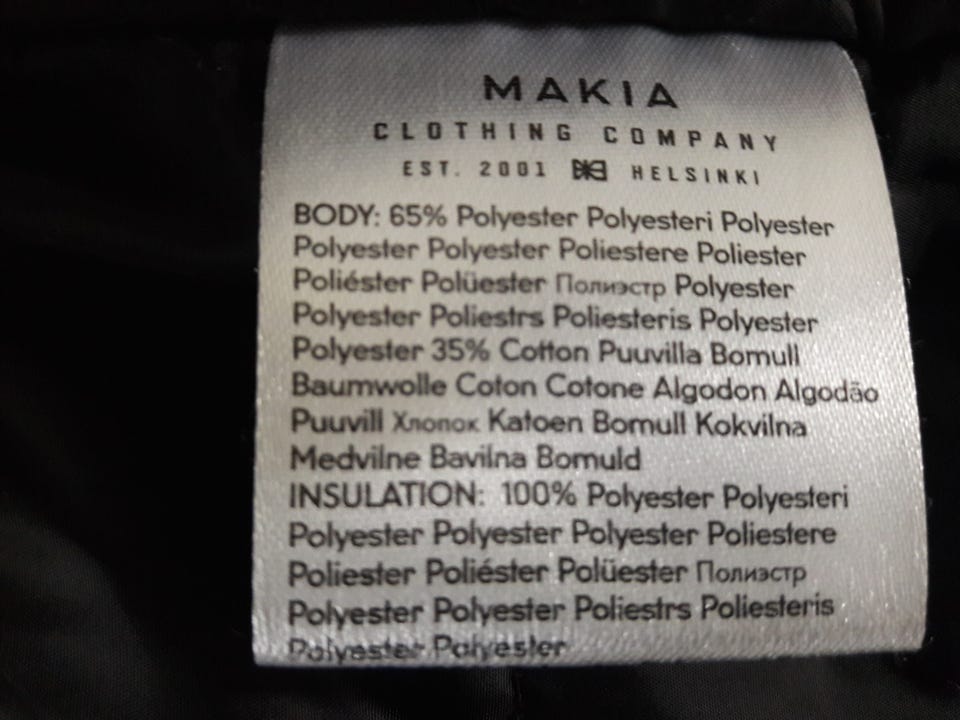 MAKIA
CLOTHING COMPANY
EST. 2001 HELSINKI
BODY: 65% Polyester Polyesteri Polyester
Polyester Polyester Poliestere Poliester
Poliéster Polüester Полиэстр Polyester
Polyester Poliestrs Poliesteris Polyester
Polyester 35% Cotton Puuvilla Bomull
Baumwolle Coton Cotone Algodon Algodão
Puuvill Хлопок Katoen Bomull Kokvilna
Medvilne Bavilna Bomuld
INSULATION: 100% Polyester Polyesteri
Polyester Polyester Polyester Poliestere
Poliester Poliéster Polüester Полиэстр
Polyester Polyester Poliestrs Poliesteris
Polyester Polyester